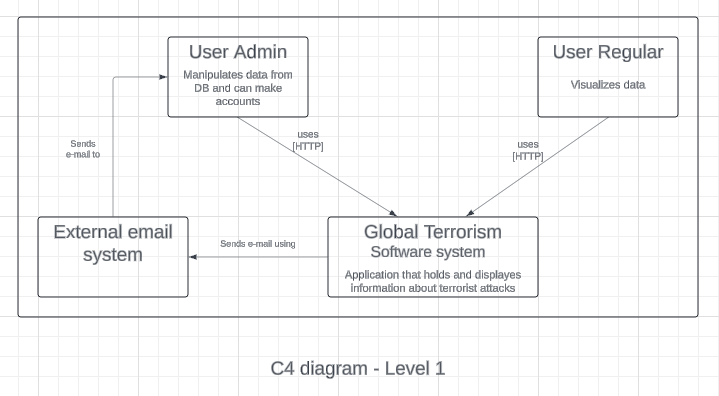 User Admin
Manipulates data from
DB and can make
accounts
User Regular
Visualizes data
Sends
e-mail to
uses
[HTTP]
uses
[HTTP]
External email
system
Sends e-mail using
Global Terrorism
Software system
Application that holds and displayes
information about terrorist attacks
C4 diagram - Level 1